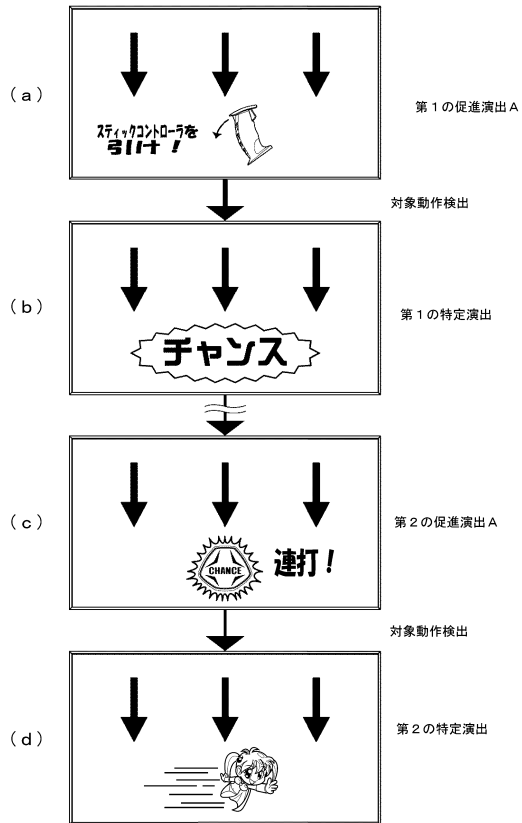 (a)
第1の促進演出A
スティックコントローラを
引け!
対象動作検出
(b)
第1の特定演出
チャンス
(c)
第2の促進演出A
CHANCE
連打!
対象動作検出
(d)
第2の特定演出